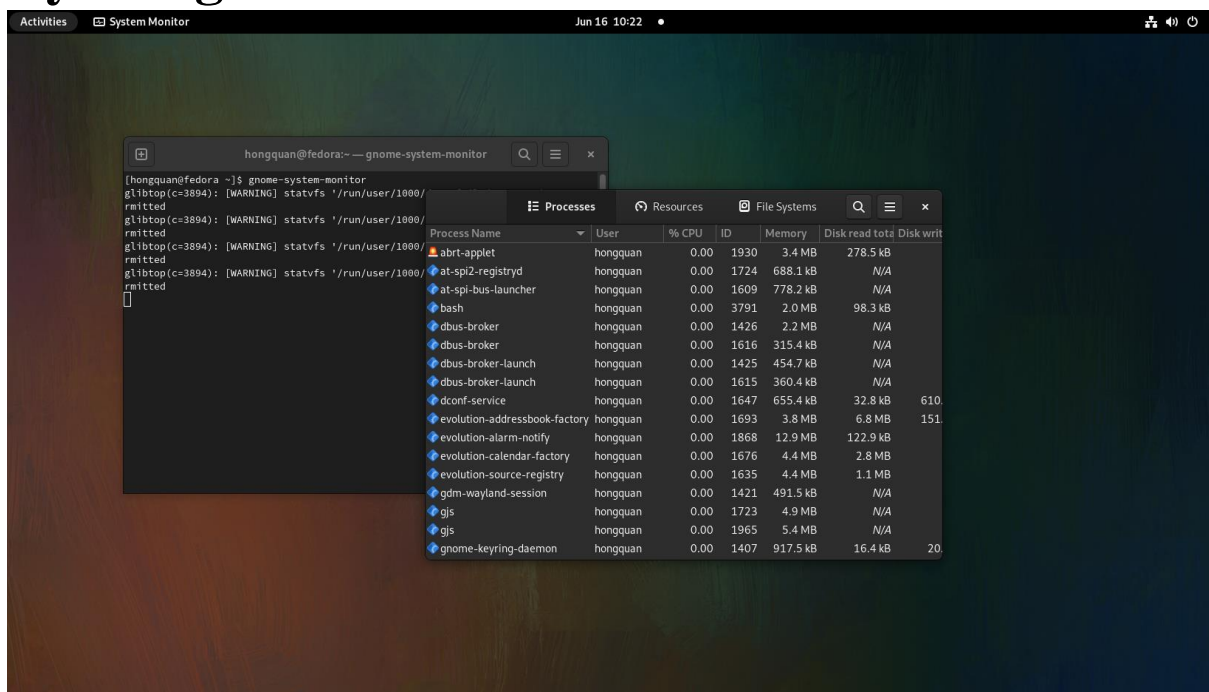 Activities System Monitor Jun 16 10:22
hongquan@fedora:~ — gnome-system-monitor
[hongquan@fedora ~]$ gnome-system-monitor
glibtop(c=3894): [WARNING] statvfs '/run/user/1000/
rmitted
glibtop(c=3894): [WARNING] statvfs '/run/user/1000/
rmitted
glibtop(c=3894): [WARNING] statvfs '/run/user/1000/
rmitted
glibtop(c=3894): [WARNING] statvfs '/run/user/1000/
rmitted
Processes Resources File Systems
Process Name User % CPU ID Memory Disk read tota Disk writ
abrt-applet hongquan 0.00 1930 3.4 MB 278.5 kB
at-spi2-registryd hongquan 0.00 1724 688.1 kB N/A
at-spi-bus-launcher hongquan 0.00 1609 778.2 kB N/A
bash hongquan 0.00 3791 2.0 MB 98.3 kB
dbus-broker hongquan 0.00 1426 2.2 MB N/A
dbus-broker hongquan 0.00 1616 315.4 kB N/A
dbus-broker-launch hongquan 0.00 1425 454.7 kB N/A
dbus-broker-launch hongquan 0.00 1615 360.4 kB N/A
dconf-service hongquan 0.00 1647 655.4 kB 32.8 kB 610.
evolution-addressbook-factory hongquan 0.00 1693 3.8 MB 6.8 MB 151.
evolution-alarm-notify hongquan 0.00 1868 12.9 MB 122.9 kB
evolution-calendar-factory hongquan 0.00 1676 4.4 MB 2.8 MB
evolution-source-registry hongquan 0.00 1635 4.4 MB 1.1 MB
gdm-wayland-session hongquan 0.00 1421 491.5 kB N/A
gjs hongquan 0.00 1723 4.9 MB N/A
gjs hongquan 0.00 1965 5.4 MB N/A
gnome-keyring-daemon hongquan 0.00 1407 917.5 kB 16.4 kB 20.